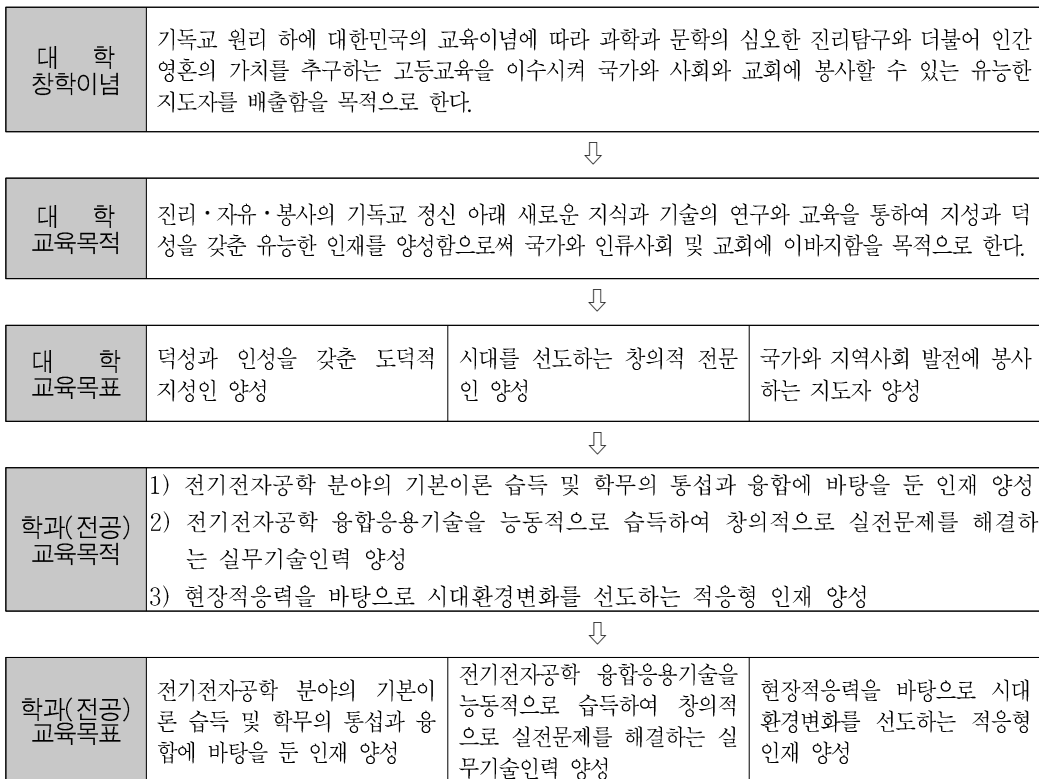 대 학
창학이념
기독교 원리 하에 대한민국의 교육이념에 따라 과학과 문학의 심오한 진리탐구와 더불어 인간
영혼의 가치를 추구하는 고등교육을 이수시켜 국가와 사회와 교회에 봉사할 수 있는 유능한
지도자를 배출함을 목적으로 한다.
⇩
대 학
교육목적
진리・자유・봉사의 기독교 정신 아래 새로운 지식과 기술의 연구와 교육을 통하여 지성과 덕
성을 갖춘 유능한 인재를 양성함으로써 국가와 인류사회 및 교회에 이바지함을 목적으로 한다.
⇩
대 학
교육목표
덕성과 인성을 갖춘 도덕적
지성인 양성
시대를 선도하는 창의적 전문
인 양성
국가와 지역사회 발전에 봉사
하는 지도자 양성
⇩
학과(전공)
교육목적
1) 전기전자공학 분야의 기본이론 습득 및 학무의 통섭과 융합에 바탕을 둔 인재 양성
2) 전기전자공학 융합응용기술을 능동적으로 습득하여 창의적으로 실전문제를 해결하
는 실무기술인력 양성
3) 현장적응력을 바탕으로 시대환경변화를 선도하는 적응형 인재 양성
⇩
학과(전공)
교육목표
전기전자공학 분야의 기본이
론 습득 및 학무의 통섭과 융
합에 바탕을 둔 인재 양성
전기전자공학 융합응용기술을
능동적으로 습득하여 창의적
으로 실전문제를 해결하는 실
무기술인력 양성
현장적응력을 바탕으로 시대
환경변화를 선도하는 적응형
인재 양성